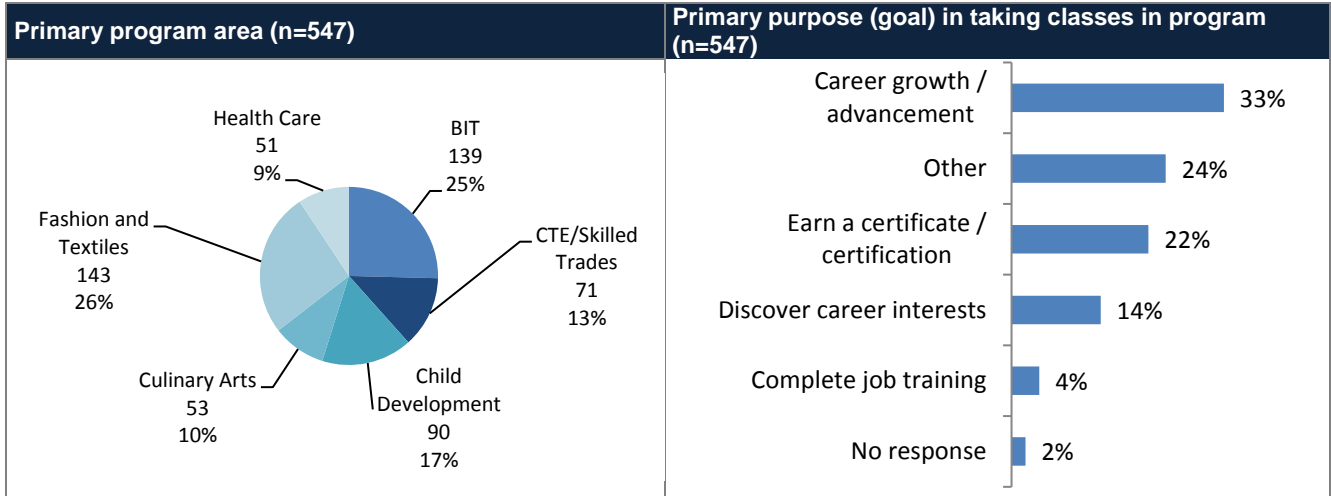 Primary program area (n=547)
Primary purpose (goal) in taking classes in program
(n=547)
Health Care
51
9%
BIT
139
25%
Fashion and
Textiles
143
26%
CTE/Skilled
Trades
71
13%
Culinary Arts
53
10%
Child
Development
90
17%
Career growth /
advancement
33%
Other
24%
Earn a certificate /
certification
22%
Discover career interests
14%
Complete job training
4%
No response
2%